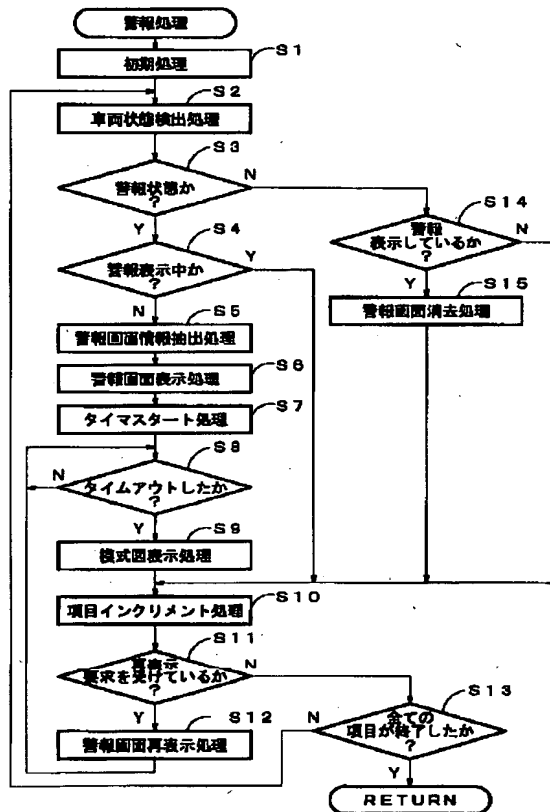 警報処理
初期処理
S1
車両状態検出処理
S2
警報状態か
?
S3
Y
N
警報表示中か
?
S4
Y
N
警報画面情報抽出処理
S5
警報画面表示処理
S6
タイマスタート処理
S7
タイムアウトしたか
?
S8
N
Y
模式図表示処理
S9
項目インクリメント処理
S10
再表示
要求を受けているか
?
S11
N
Y
警報画面再表示処理
S12
全ての
項目が終了したか
?
S13
N
Y
RETURN
警報
表示しているか
?
S14
N
Y
警報画面消去処理
S15